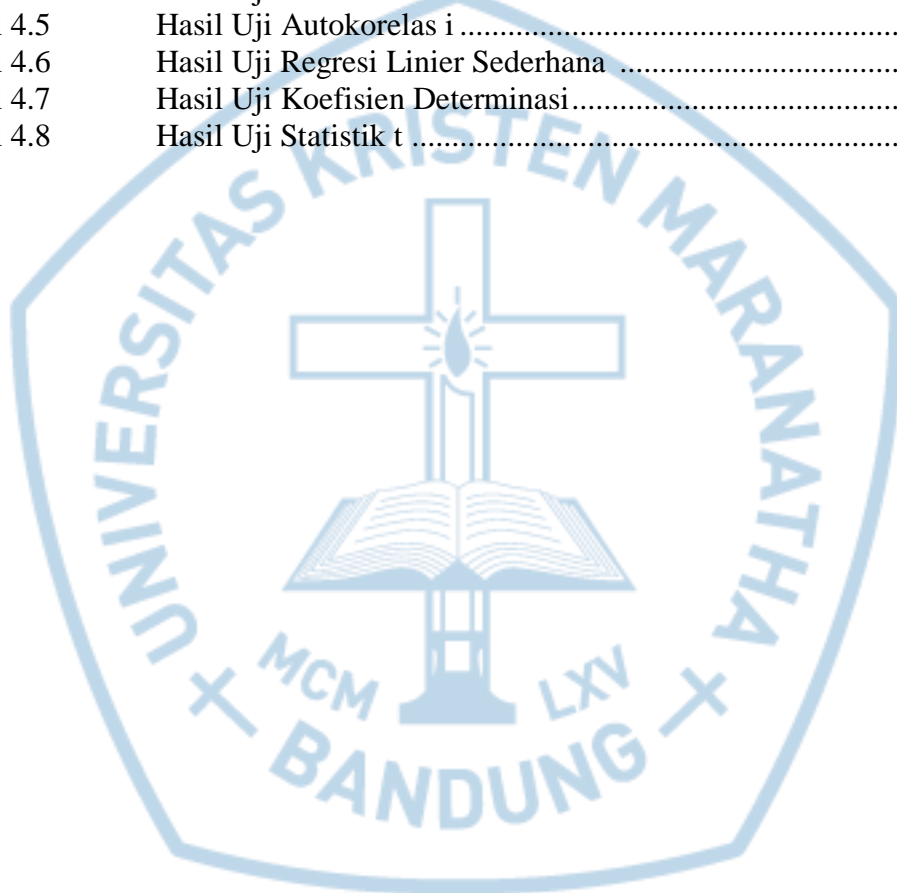 4.5 Hasil Uji Autokorelas i ........................................................
4.6 Hasil Uji Regresi Linier Sederhana ...................................
4.7 Hasil Uji Koefisien Determinasi..........................................
4.8 Hasil Uji Statistik t .............................................................
UNIVERSITAS KRISTEN MARANATHA
MCM LXV
BANDUNG